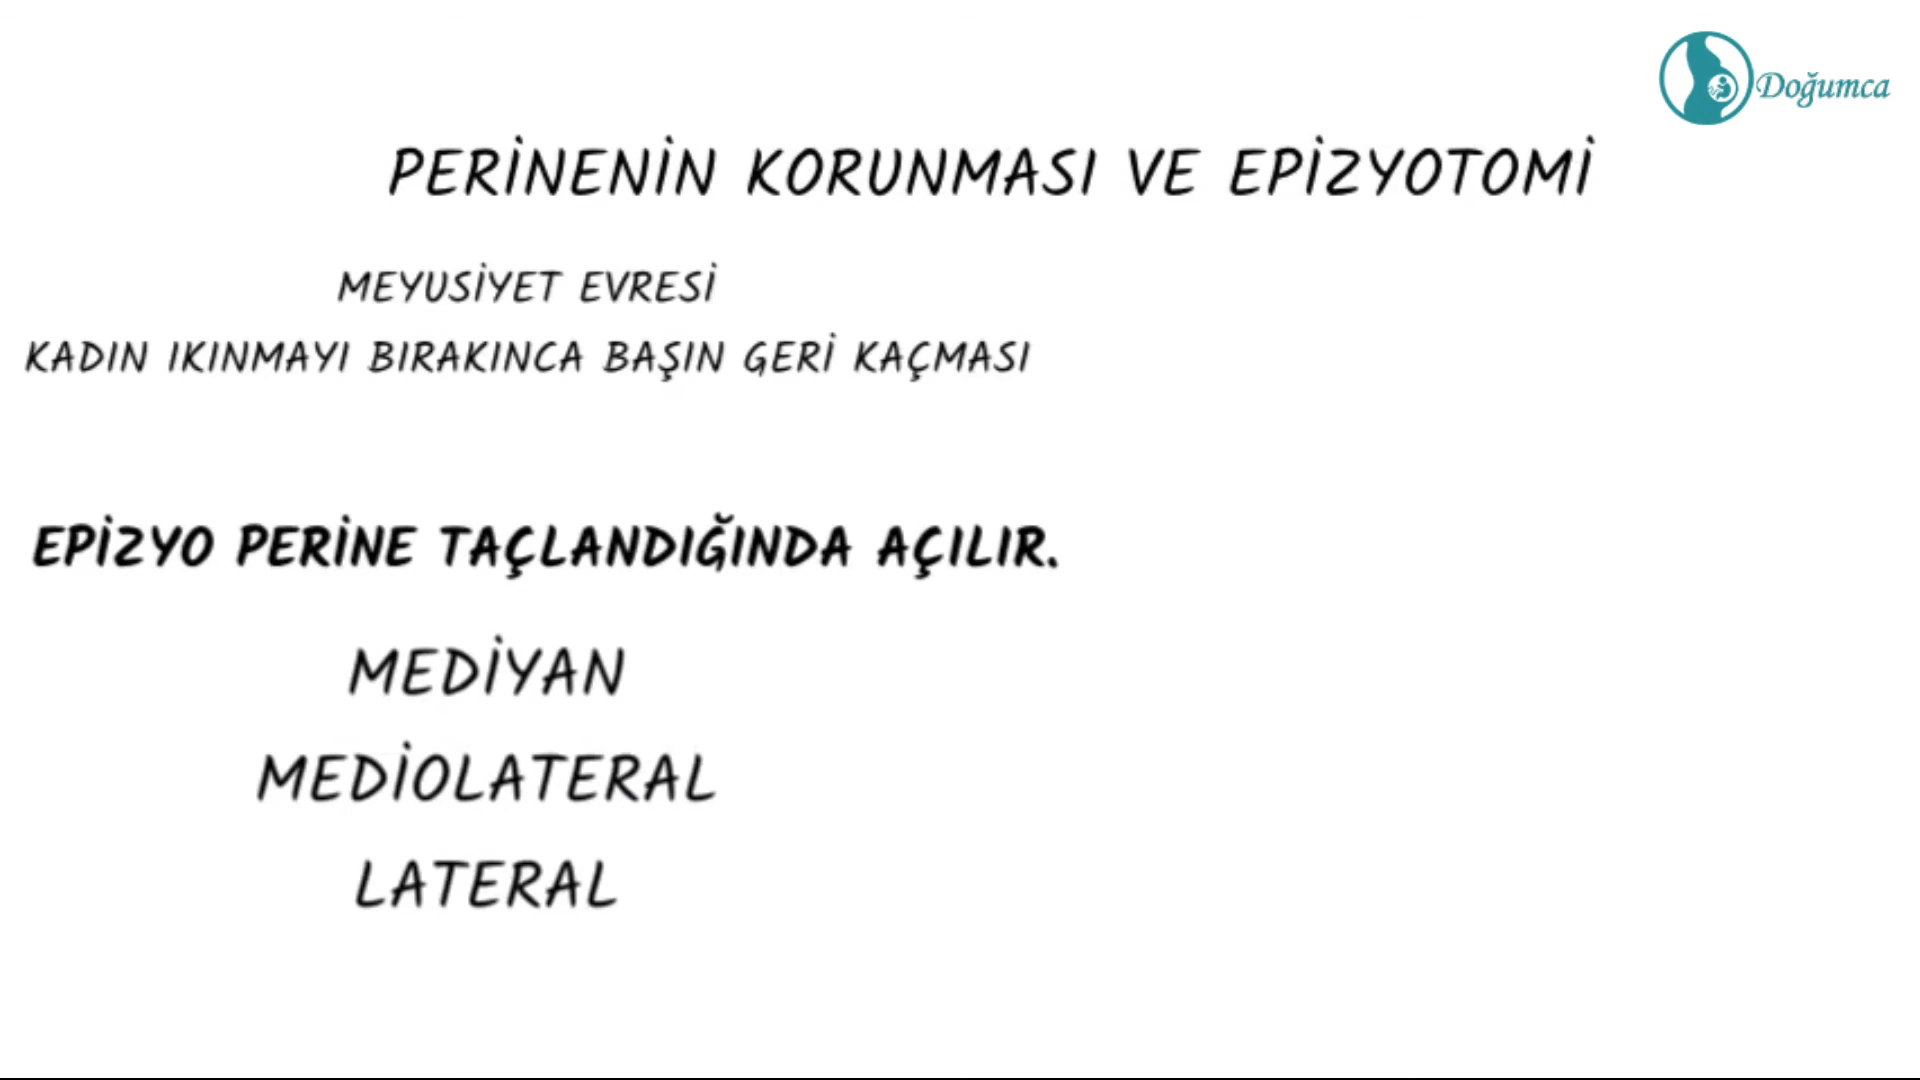 Doğumca
PERİNENİN KORUNMASI VE EPİZYOTOMİ
MEYUSİYET EVRESİ
KADIN IKINMAYI BIRAKINCA BAŞIN GERİ KAÇMASI
EPİZYO PERİNE TAÇLANDIĞINDA AÇILIR.
MEDİYAN
MEDİOLATERAL
LATERAL